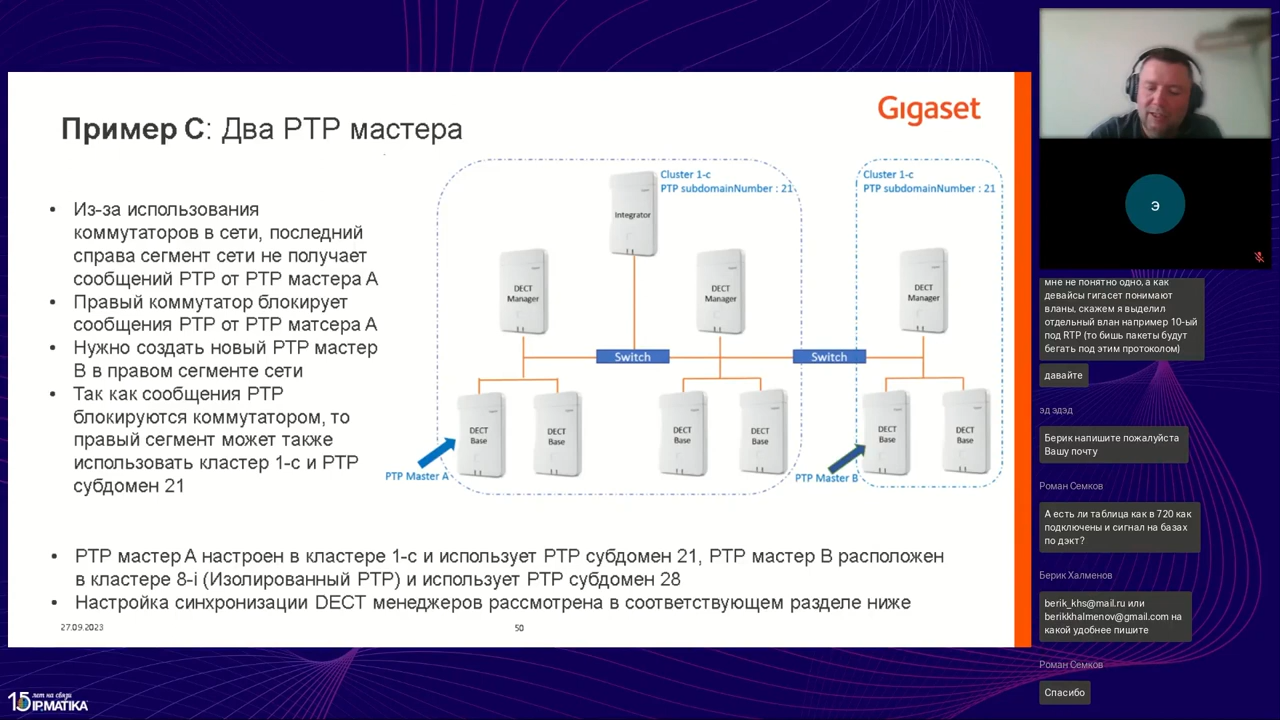 Пример С: Два PTP мастера
Gigaset
Из-за использования
коммутаторов в сети, последний
справа сегмент сети не получает
сообщений PTP от PTP мастера A
Правый коммутатор блокирует
сообщения PTP от PTP матсера A
Нужно создать новый PTP мастер
B в правом сегменте сети
Так как сообщения PTP
блокируются коммутатором, то
правый сегмент может также
использовать кластер 1-с и PTP
субдомен 21
Cluster 1-c
PTP subdomainNumber : 21
Cluster 1-c
PTP subdomainNumber : 21
Integrator
DECT
Manager
DECT
Manager
DECT
Manager
Switch
Switch
DECT
Base
DECT
Base
DECT
Base
DECT
Base
DECT
Base
DECT
Base
PTP Master A
PTP Master B
PTP мастер A настроен в кластере 1-с и использует PTP субдомен 21, PTP мастер B расположен
в кластере 8-i (Изолированный PTP) и использует PTP субдомен 28
Настройка синхронизации DECT менеджеров рассмотрена в соответствующем разделе ниже
27.09.2023
50
15 лет на связи
IPMATIKA
э
мне не понятно одно, а как
девайсы гигасет понимают
вланы, скажем я выделил
отдельный влан например 10-ый
под RTP (то бишь пакеты будут
бегать под этим протоколом)
давайте
эд эдэд
Берик напишите пожалуйста
Вашу почту
Роман Семков
А есть ли таблица как в 720 как
подключены и сигнал на базах
по дэкт?
Берик Халменов
berik_khs@mail.ru или
berikkhalmenov@gmail.com на
какой удобнее пишите
Роман Семков
Спасибо